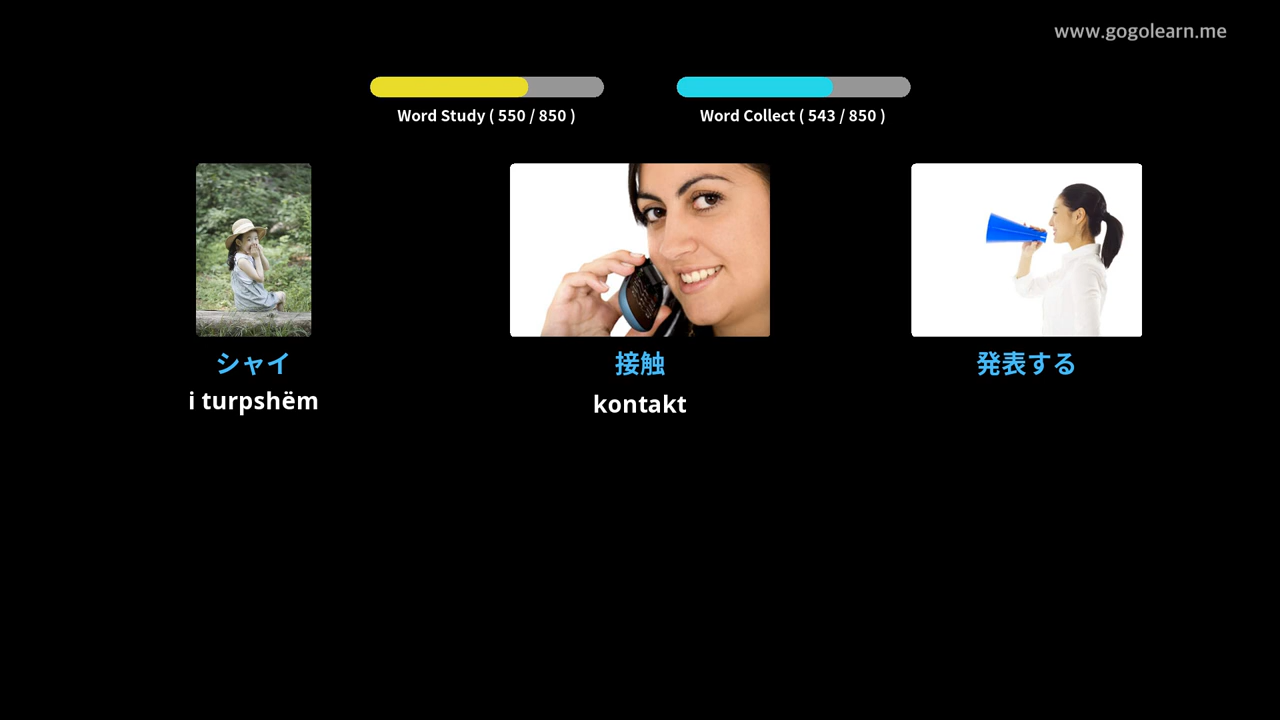 www.gogolearn.me
Word Study ( 550 / 850 )
Word Collect ( 543 / 850 )
シャイ
接触
発表する
i turpshëm
kontakt